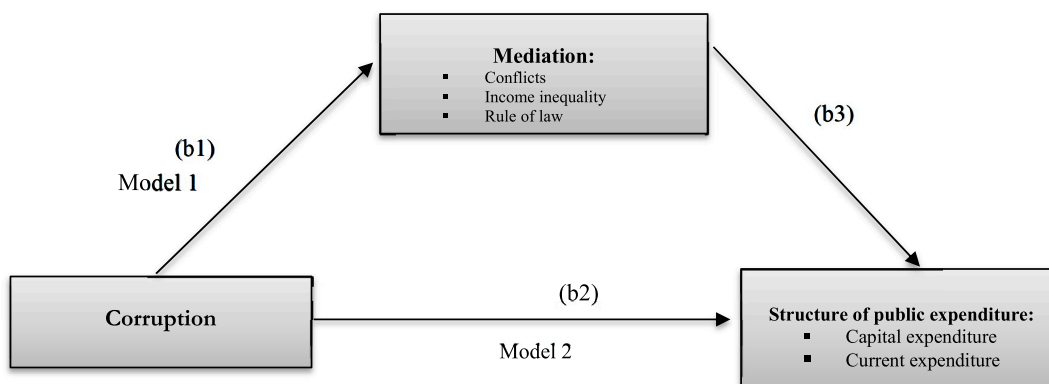 Mediation:
▪ Conflicts
▪ Income inequality
▪ Rule of law
(b1)
Model 1
(b3)
Corruption
(b2)
Model 2
Structure of public expenditure:
▪ Capital expenditure
▪ Current expenditure